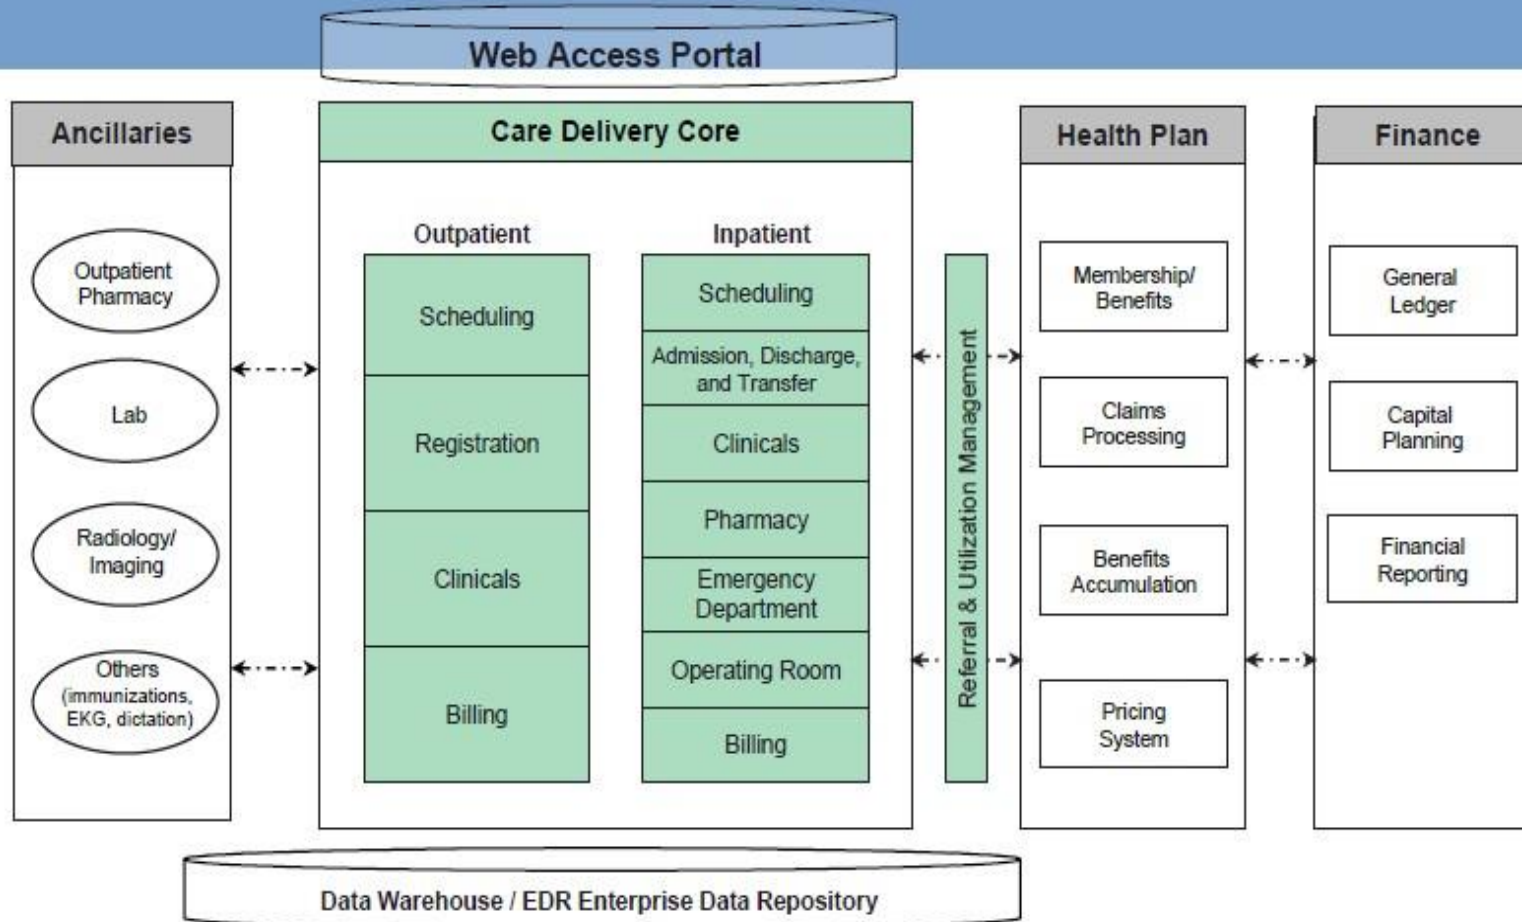 Web Access Portal
Ancillaries
Outpatient
Pharmacy
Lab
Radiology/
Imaging
Others
(immunizations,
EKG, dictation)
Care Delivery Core
Outpatient
Scheduling
Registration
Clinicals
Billing
Inpatient
Scheduling
Admission, Discharge,
and Transfer
Clinicals
Pharmacy
Emergency
Department
Operating Room
Billing
Referral & Utilization Management
Health Plan
Membership/
Benefits
Claims
Processing
Benefits
Accumulation
Pricing
System
Finance
General
Ledger
Capital
Planning
Financial
Reporting
Data Warehouse / EDR Enterprise Data Repository